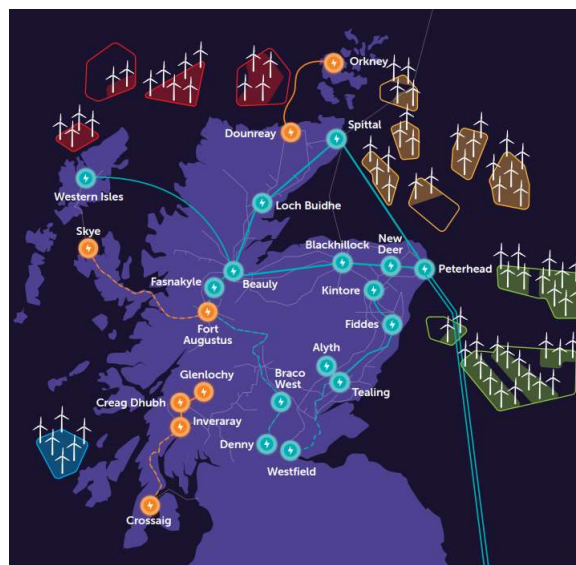 Orkney
Dounreay
Spittal
Western Isles
Loch Buidhe
Skye
Blackhillock
New
Deer
Fasnakyle
Beauly
Peterhead
Kintore
Fort
Augustus
Fiddes
Alyth
Glenlochy
Braco
West
Tealing
Creag Dhubh
Inveraray
Denny
Westfield
Crossaig